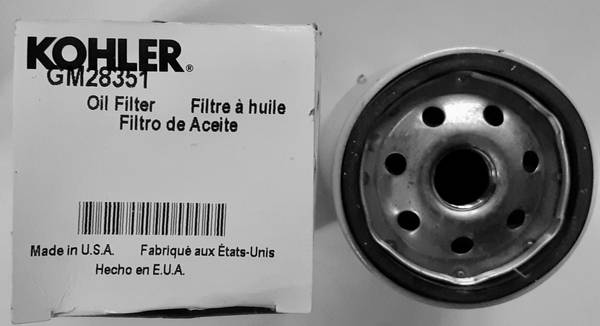 KOHLER®
GM28351
Oil Filter Filtre à huile
Filtro de Aceite
Made in U.S.A. Fabriqué aux États-Unis
Hecho en E.U.A.